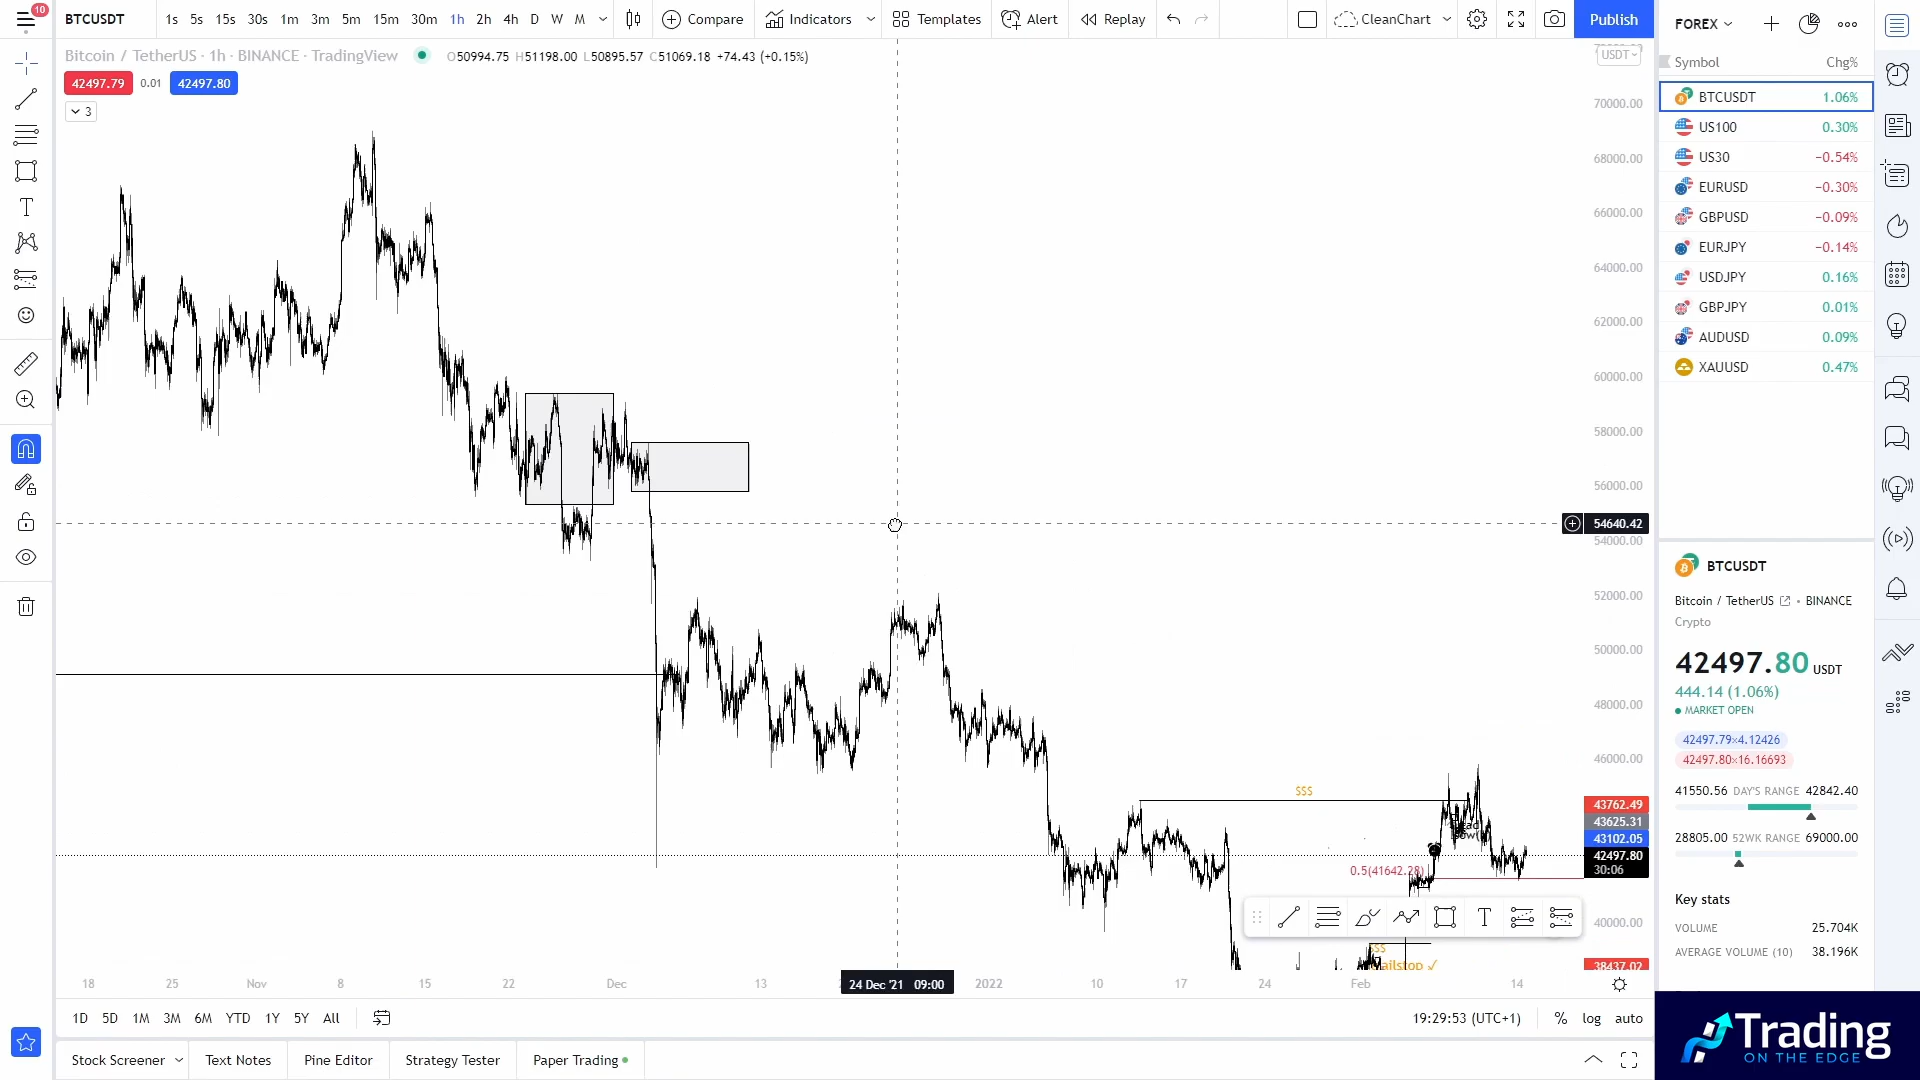 10
BTCUSDT
1s 5s 15s 30s 1m 3m 5m 15m 30m 1h 2h 4h D W M
Compare
Indicators
Templates
Alert
Replay
CleanChart
Publish
Bitcoin / TetherUS · 1h · BINANCE · TradingView
O50994.75 H51198.00 L50895.57 C51069.18 +74.43 (+0.15%)
42497.79 0.01 42497.80
3
USDT
70000.00
68000.00
66000.00
64000.00
62000.00
60000.00
58000.00
56000.00
54640.42
54000.00
52000.00
50000.00
48000.00
46000.00
$$$
43762.49
43625.31
43102.05
42497.80
30:06
0.5(41642.28)
40000.00
$$$
38437.02
18 25 Nov 8 15 22 Dec 13 24 Dec '21 09:00 2022 10 17 24 Feb 14
1D 5D 1M 3M 6M YTD 1Y 5Y All
19:29:53 (UTC+1) % log auto
Stock Screener
Text Notes
Pine Editor
Strategy Tester
Paper Trading
FOREX
Symbol Chg%
BTCUSDT 1.06%
US100 0.30%
US30 −0.54%
EURUSD −0.30%
GBPUSD −0.09%
EURJPY −0.14%
USDJPY 0.16%
GBPJPY 0.01%
AUDUSD 0.09%
XAUUSD 0.47%
BTCUSDT
Bitcoin / TetherUS • BINANCE
Crypto
42497.80 USDT
444.14 (1.06%)
MARKET OPEN
42497.79×4.12426
42497.80×16.16693
41550.56 DAY'S RANGE 42842.40
28805.00 52WK RANGE 69000.00
Key stats
VOLUME 25.704K
AVERAGE VOLUME (10) 38.196K
Trading
ON THE EDGE